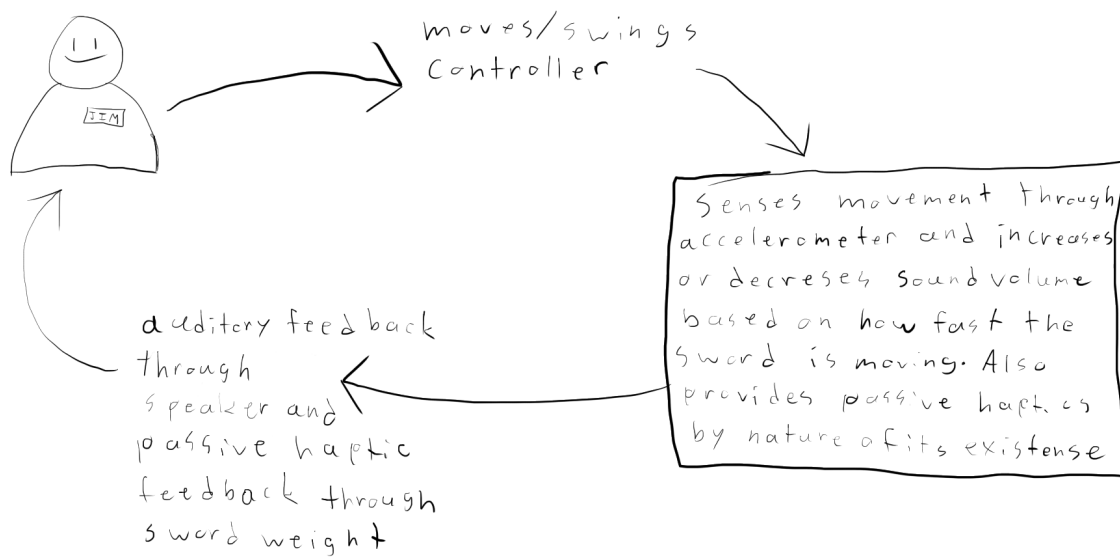 JIM
moves/swings
controller
Senses movement through
accelerometer and increases
or decreses sound volume
based on how fast the
sword is moving. Also
provides passive haptics
by nature of its existense
auditory feedback
through
speaker and
passive haptic
feedback through
sword weight